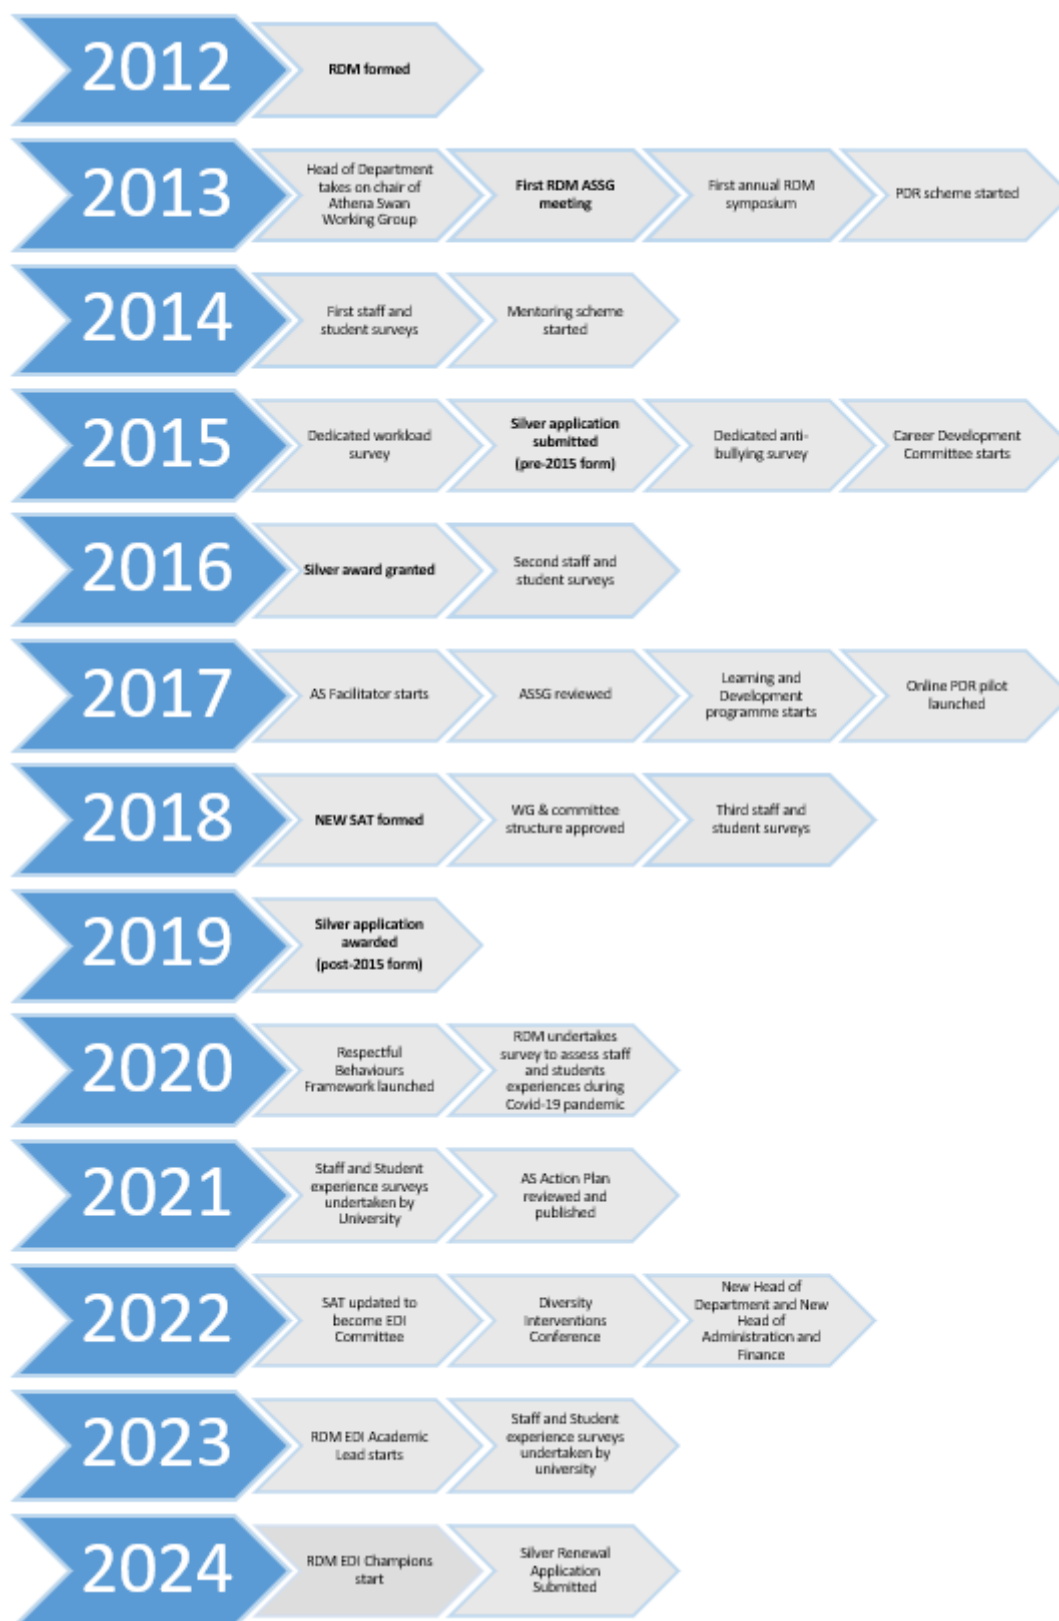 2012
RDM formed
2013
Head of Department
takes on chair of
Athena Swan
Working Group
First RDM ASSG
meeting
First annual RDM
symposium
PDR scheme started
2014
First staff and
student surveys
Mentoring scheme
started
2015
Dedicated workload
survey
Silver application
submitted
(pre-2015 form)
Dedicated anti-
bullying survey
Career Development
Committee starts
2016
Silver award granted
Second staff and
student surveys
2017
AS Facilitator starts
ASSG reviewed
Learning and
Development
programme starts
Online PDR pilot
launched
2018
NEW SAT formed
WG & committee
structure approved
Third staff and
student surveys
2019
Silver application
awarded
(post-2015 form)
2020
Respectful
Behaviours
Framework launched
RDM undertakes
survey to assess staff
and students
experiences during
Covid-19 pandemic
2021
Staff and Student
experience surveys
undertaken by
University
AS Action Plan
reviewed and
published
2022
SAT updated to
become EDI
Committee
Diversity
Interventions
Conference
New Head of
Department and New
Head of
Administration and
Finance
2023
RDM EDI Academic
Lead starts
Staff and Student
experience surveys
undertaken by
university
2024
RDM EDI Champions
start
Silver Renewal
Application
Submitted